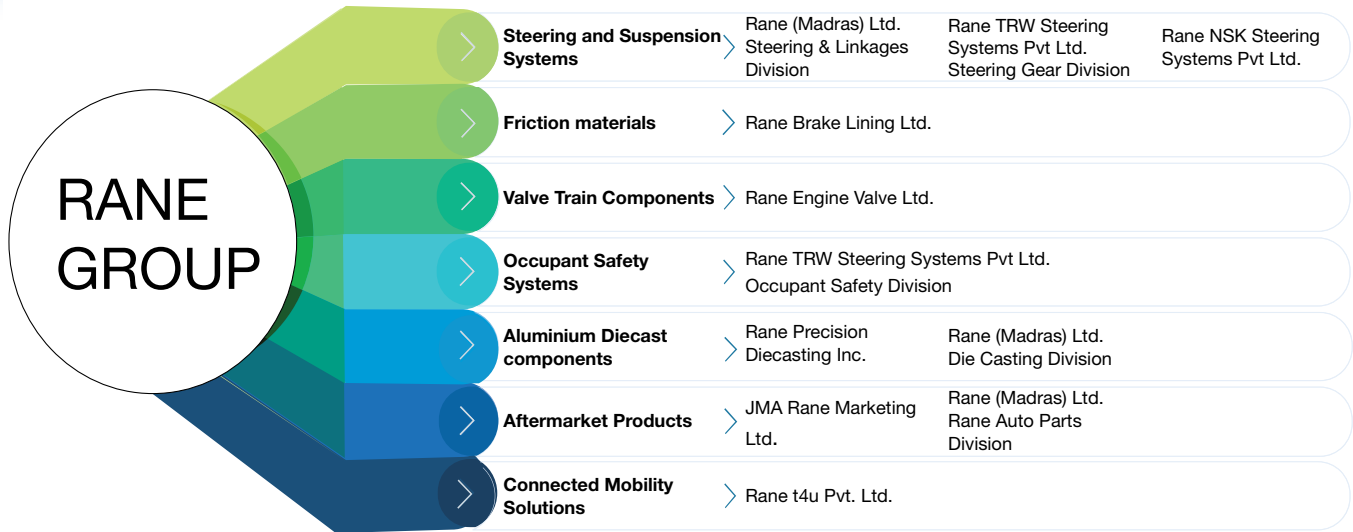 RANE
GROUP
Steering and Suspension
Systems
Rane (Madras) Ltd.
Steering & Linkages
Division
Rane TRW Steering
Systems Pvt Ltd.
Steering Gear Division
Rane NSK Steering
Systems Pvt Ltd.
Friction materials
Rane Brake Lining Ltd.
Valve Train Components
Rane Engine Valve Ltd.
Occupant Safety
Systems
Rane TRW Steering Systems Pvt Ltd.
Occupant Safety Division
Aluminium Diecast
components
Rane Precision
Diecasting Inc.
Rane (Madras) Ltd.
Die Casting Division
Aftermarket Products
JMA Rane Marketing
Ltd.
Rane (Madras) Ltd.
Rane Auto Parts
Division
Connected Mobility
Solutions
Rane t4u Pvt. Ltd.